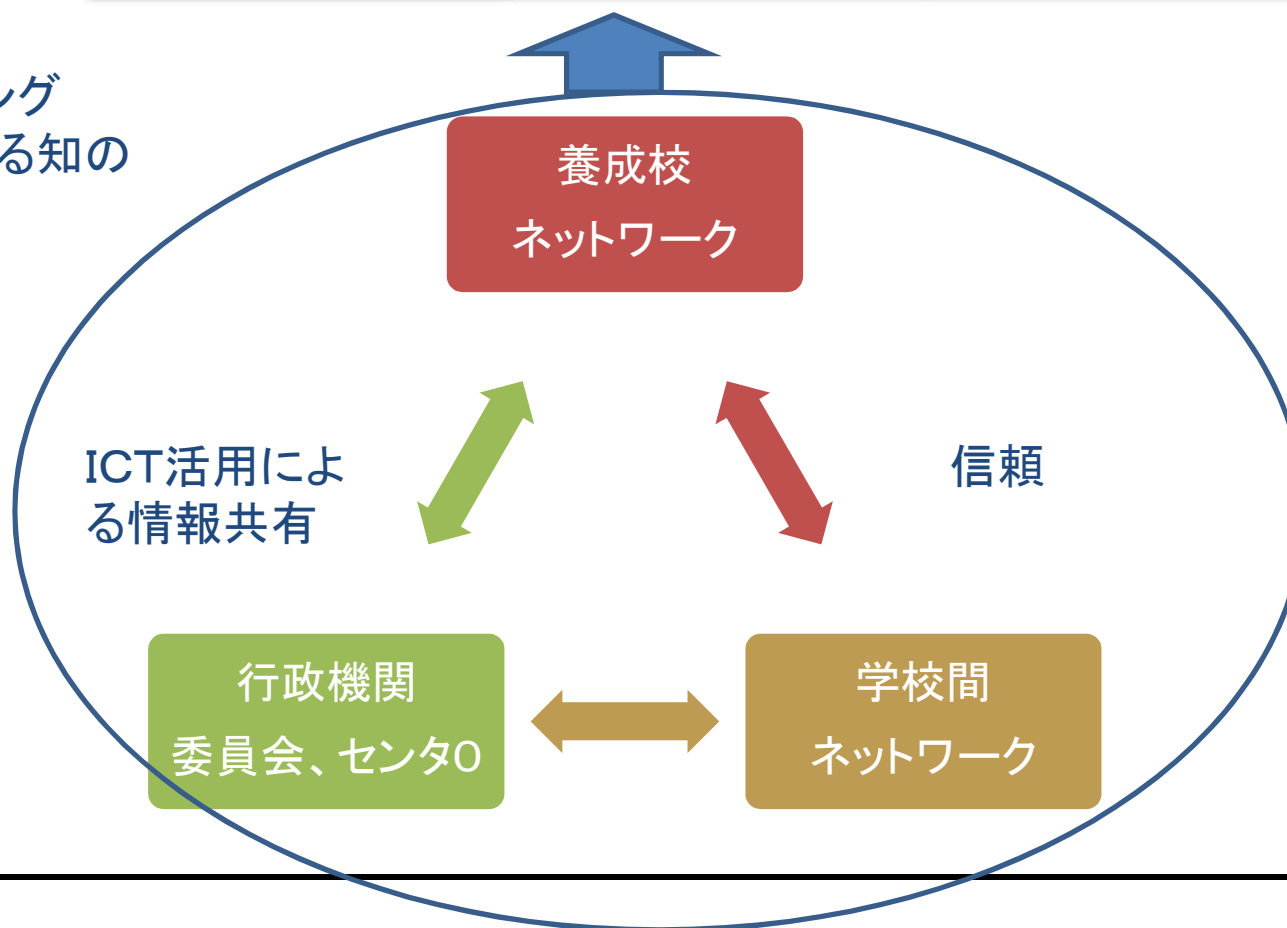 ング
る知の
養成校
ネットワーク
ICT活用によ
る情報共有
信頼
行政機関
委員会、センタ0
学校間
ネットワーク